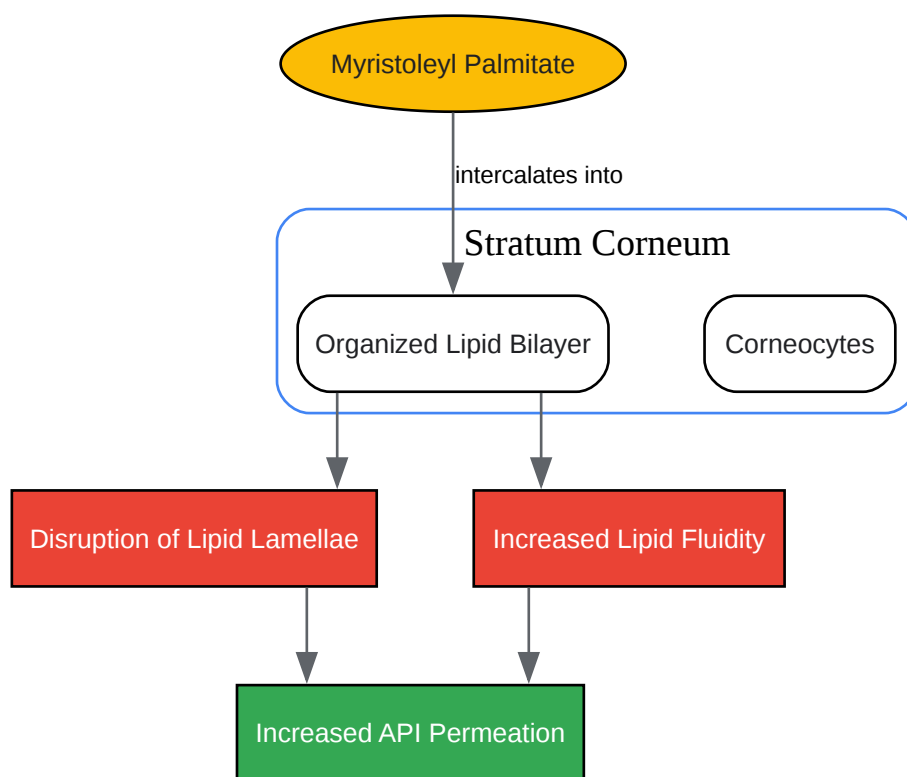 Myristoleyl Palmitate
intercalates into
Stratum Corneum
Organized Lipid Bilayer
Corneocytes
Disruption of Lipid Lamellae
Increased Lipid Fluidity
Increased API Permeation